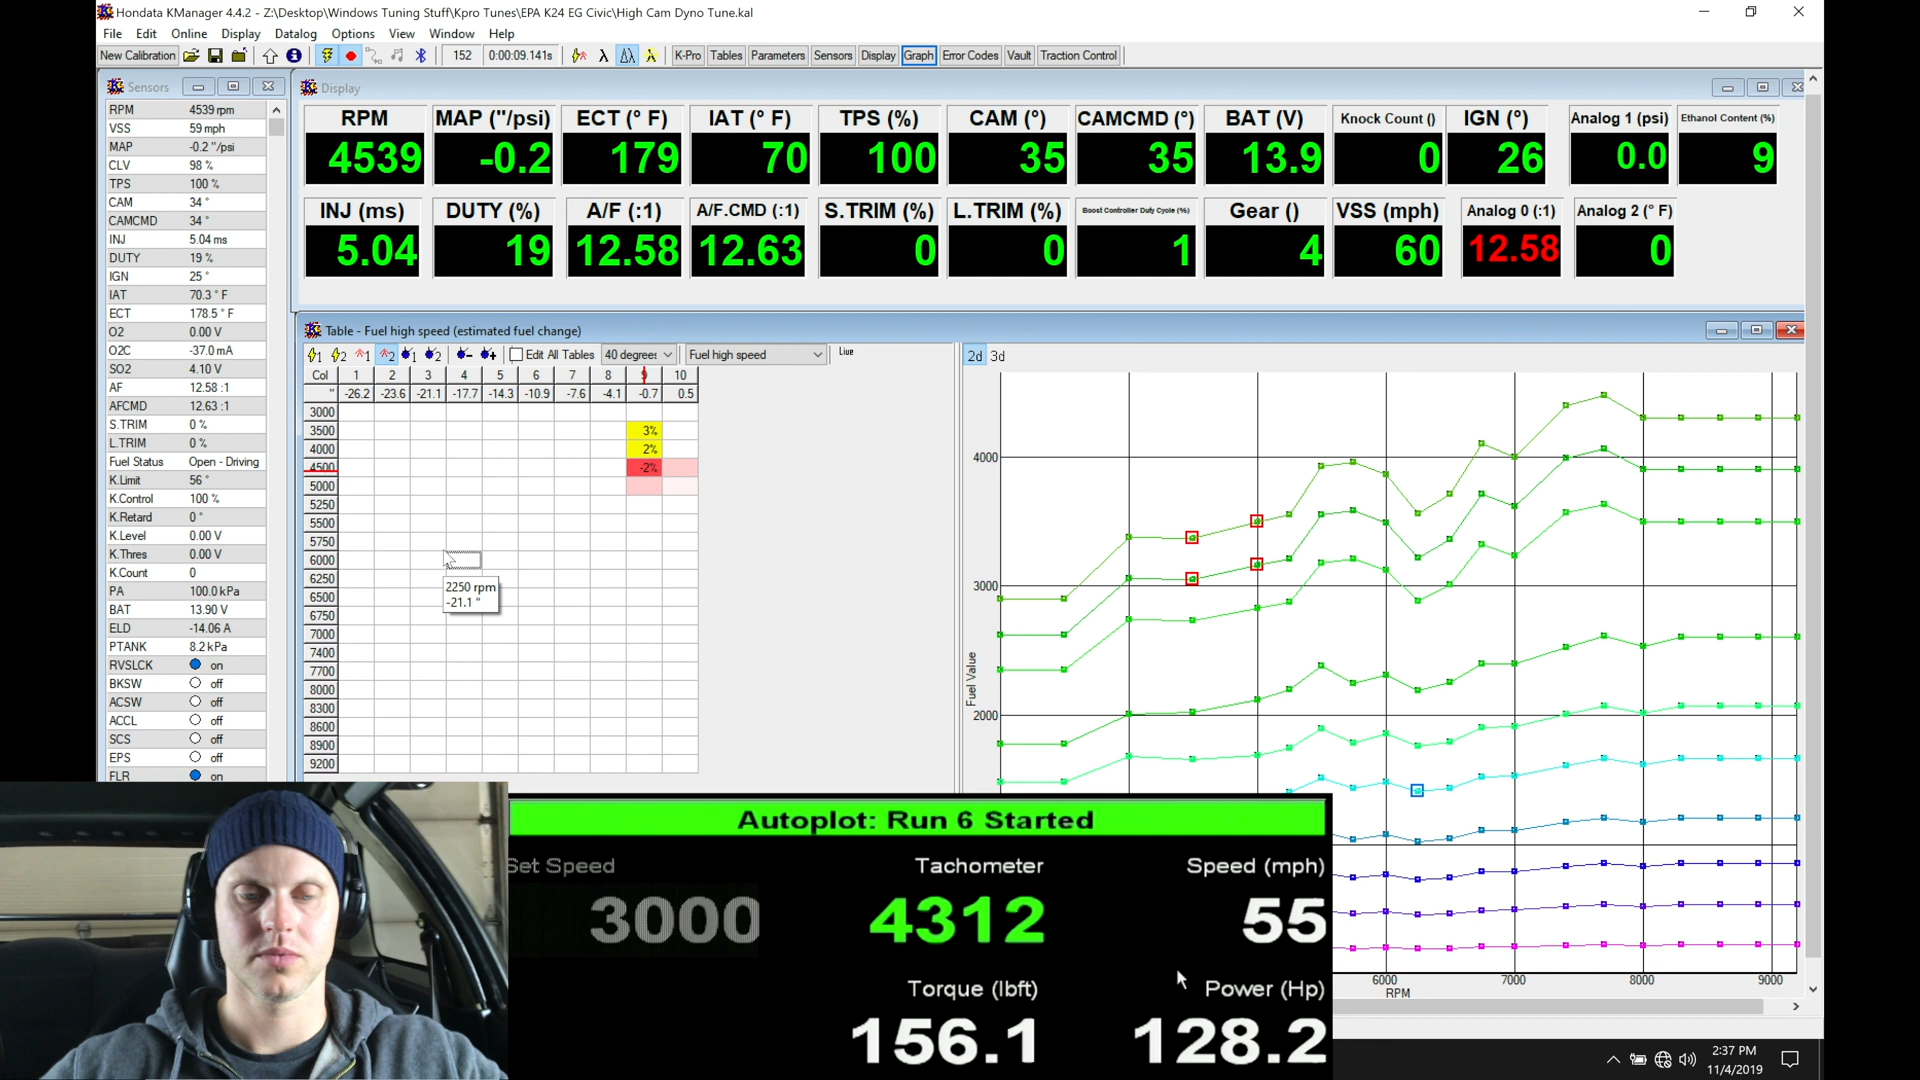 Hondata KManager 4.4.2 - Z:\Desktop\Windows Tuning Stuff\Kpro Tunes\EPA K24 EG Civic\High Cam Dyno Tune.kal
File Edit Online Display Datalog Options View Window Help
New Calibration 152 0:00:09.141s K-Pro Tables Parameters Sensors Display Graph Error Codes Vault Traction Control
Sensors
RPM 4539 rpm
VSS 59 mph
MAP -0.2 "/psi
CLV 98 %
TPS 100 %
CAM 34 °
CAMCMD 34 °
INJ 5.04 ms
DUTY 19 %
IGN 25 °
IAT 70.3 ° F
ECT 178.5 ° F
O2 0.00 V
O2C -37.0 mA
SO2 4.10 V
AF 12.58 :1
AFCMD 12.63 :1
S.TRIM 0 %
L.TRIM 0 %
Fuel Status Open - Driving
K.Limit 56 °
K.Control 100 %
K.Retard 0 °
K.Level 0.00 V
K.Thres 0.00 V
K.Count 0
PA 100.0 kPa
BAT 13.90 V
ELD -14.06 A
PTANK 8.2 kPa
RVSLCK on
BKSW off
ACSW off
ACCL off
SCS off
EPS off
FLR on
Display
RPM MAP ("/psi) ECT (° F) IAT (° F) TPS (%) CAM (°) CAMCMD (°) BAT (V) Knock Count () IGN (°) Analog 1 (psi) Ethanol Content (%)
4539 -0.2 179 70 100 35 35 13.9 0 26 0.0 9
INJ (ms) DUTY (%) A/F (:1) A/F.CMD (:1) S.TRIM (%) L.TRIM (%) Boost Controller Duty Cycle (%) Gear () VSS (mph) Analog 0 (:1) Analog 2 (° F)
5.04 19 12.58 12.63 0 0 1 4 60 12.58 0
Table - Fuel high speed (estimated fuel change)
1 2 1 2 1 2 Edit All Tables 40 degrees Fuel high speed Live
Col 1 2 3 4 5 6 7 8 9 10
" -26.2 -23.6 -21.1 -17.7 -14.3 -10.9 -7.6 -4.1 -0.7 0.5
3000
3500 3%
4000 2%
4500 -2%
5000
5250
5500
5750
6000
6250
6500
6750
7000
7400
7700
8000
8300
8600
8900
9200
2250 rpm
-21.1 "
2d 3d
4000
3000
2000
Fuel Value
6000 7000 8000 9000
RPM
Autoplot: Run 6 Started
Set Speed Tachometer Speed (mph)
3000 4312 55
Torque (lbft) Power (Hp)
156.1 128.2
2:37 PM
11/4/2019